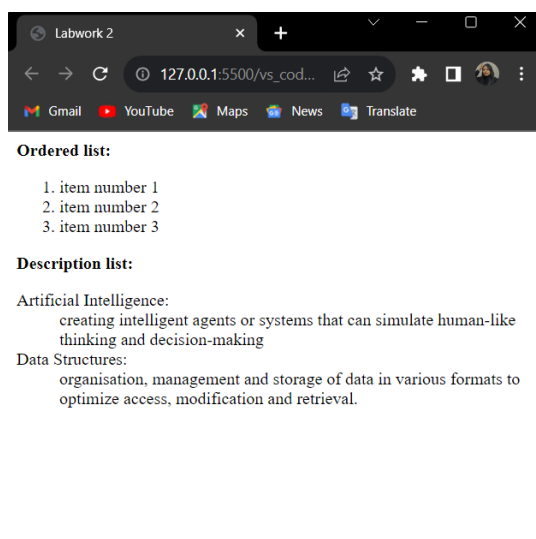 Labwork 2
127.0.0.1:5500/vs_cod...
Gmail YouTube Maps News Translate
Ordered list:
1. item number 1
2. item number 2
3. item number 3
Description list:
Artificial Intelligence:
creating intelligent agents or systems that can simulate human-like
thinking and decision-making
Data Structures:
organisation, management and storage of data in various formats to
optimize access, modification and retrieval.